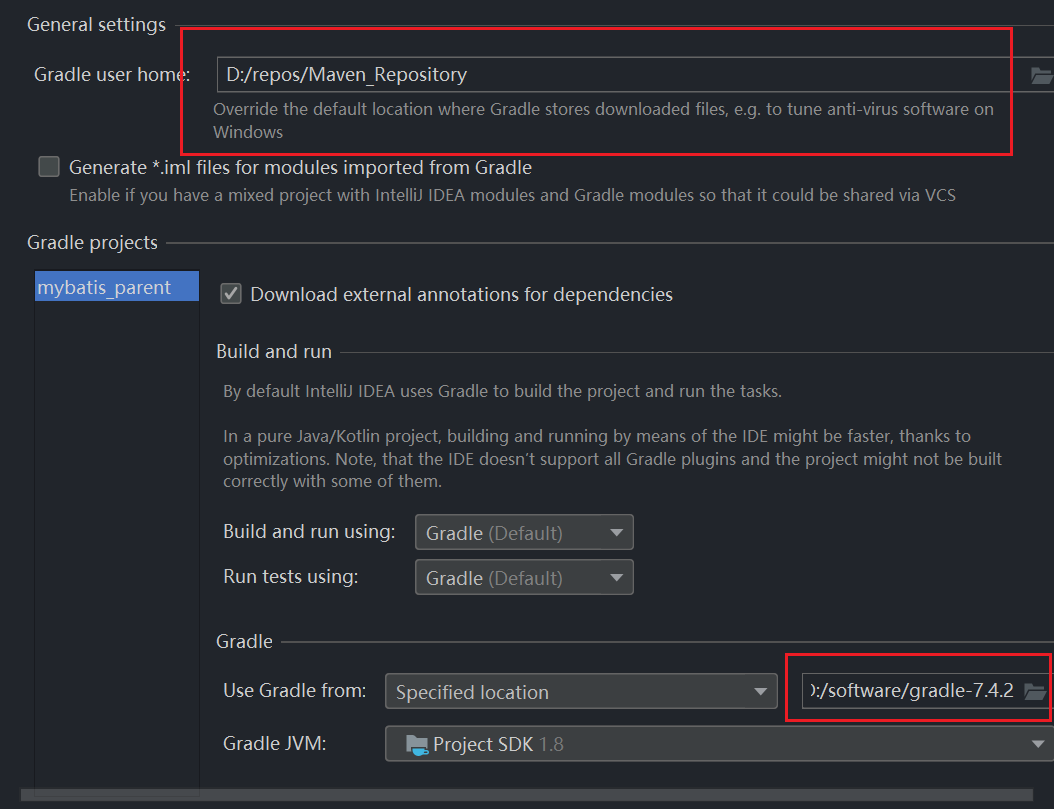 General settings
Gradle user home: D:/repos/Maven_Repository
Override the default location where Gradle stores downloaded files, e.g. to tune anti-virus software on
Windows
Generate *.iml files for modules imported from Gradle
Enable if you have a mixed project with IntelliJ IDEA modules and Gradle modules so that it could be shared via VCS
Gradle projects
mybatis_parent
Download external annotations for dependencies
Build and run
By default IntelliJ IDEA uses Gradle to build the project and run the tasks.
In a pure Java/Kotlin project, building and running by means of the IDE might be faster, thanks to
optimizations. Note, that the IDE doesn't support all Gradle plugins and the project might not be built
correctly with some of them.
Build and run using: Gradle (Default)
Run tests using: Gradle (Default)
Gradle
Use Gradle from: Specified location :/software/gradle-7.4.2
Gradle JVM: Project SDK 1.8